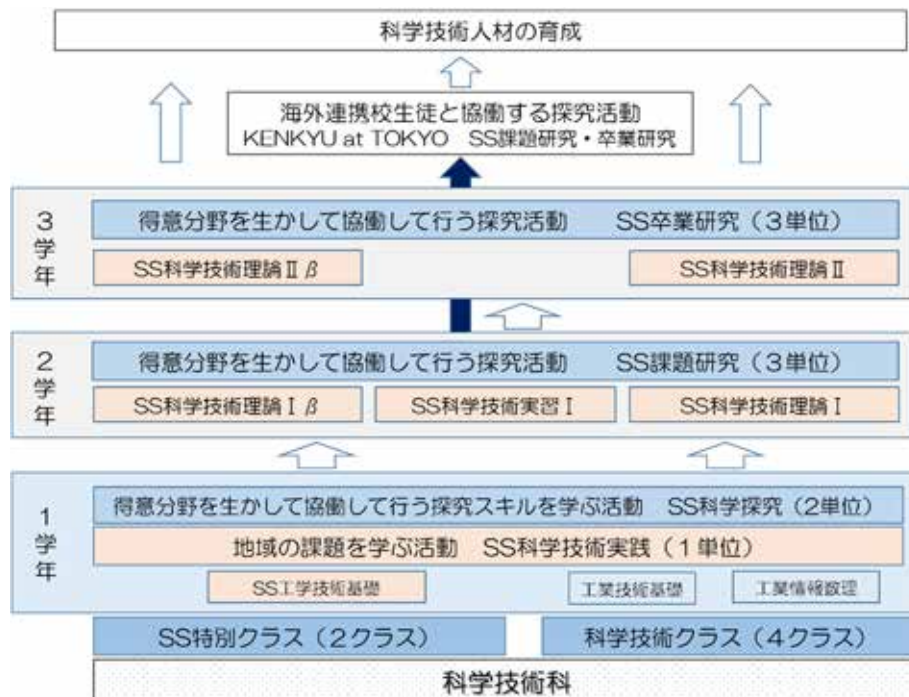 科学技術人材の育成
海外連携校生徒と協働する探究活動
KENKYU at TOKYO SS課題研究・卒業研究
3学年
得意分野を生かして協働して行う探究活動 SS卒業研究（3単位）
SS科学技術理論Ⅱβ
SS科学技術理論Ⅱ
2学年
得意分野を生かして協働して行う探究活動 SS課題研究（3単位）
SS科学技術理論Ⅰβ
SS科学技術実習Ⅰ
SS科学技術理論Ⅰ
1学年
得意分野を生かして協働して行う探究スキルを学ぶ活動 SS科学探究（2単位）
地域の課題を学ぶ活動 SS科学技術実践（1単位）
SS工学技術基礎
工業技術基礎
工業情報数理
SS特別クラス（2クラス）
科学技術クラス（4クラス）
科学技術科